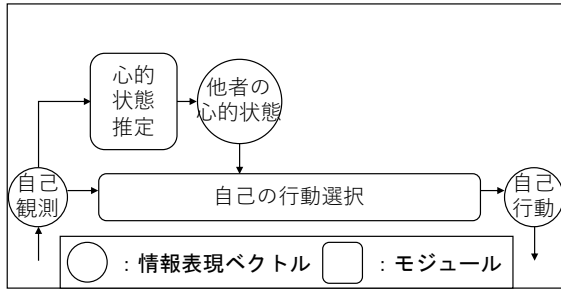 心的
状態
推定
他者の
心的状態
自己
観測
自己の行動選択
自己
行動
：情報表現ベクトル
：モジュール